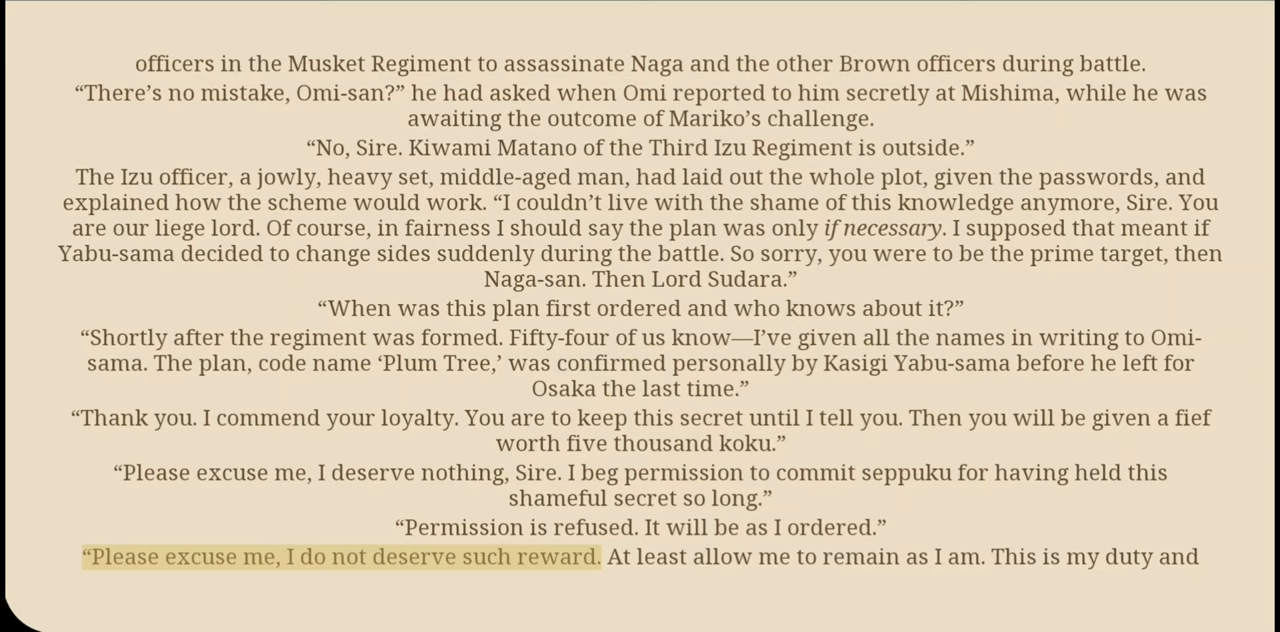 officers in the Musket Regiment to assassinate Naga and the other Brown officers during battle.
“There’s no mistake, Omi-san?” he had asked when Omi reported to him secretly at Mishima, while he was
awaiting the outcome of Mariko’s challenge.
“No, Sire. Kiwami Matano of the Third Izu Regiment is outside.”
The Izu officer, a jowly, heavy set, middle-aged man, had laid out the whole plot, given the passwords, and
explained how the scheme would work. “I couldn’t live with the shame of this knowledge anymore, Sire. You
are our liege lord. Of course, in fairness I should say the plan was only if necessary. I supposed that meant if
Yabu-sama decided to change sides suddenly during the battle. So sorry, you were to be the prime target, then
Naga-san. Then Lord Sudara.”
“When was this plan first ordered and who knows about it?”
“Shortly after the regiment was formed. Fifty-four of us know—I’ve given all the names in writing to Omi-
sama. The plan, code name ‘Plum Tree,’ was confirmed personally by Kasigi Yabu-sama before he left for
Osaka the last time.”
“Thank you. I commend your loyalty. You are to keep this secret until I tell you. Then you will be given a fief
worth five thousand koku.”
“Please excuse me, I deserve nothing, Sire. I beg permission to commit seppuku for having held this
shameful secret so long.”
“Permission is refused. It will be as I ordered.”
“Please excuse me, I do not deserve such reward. At least allow me to remain as I am. This is my duty and